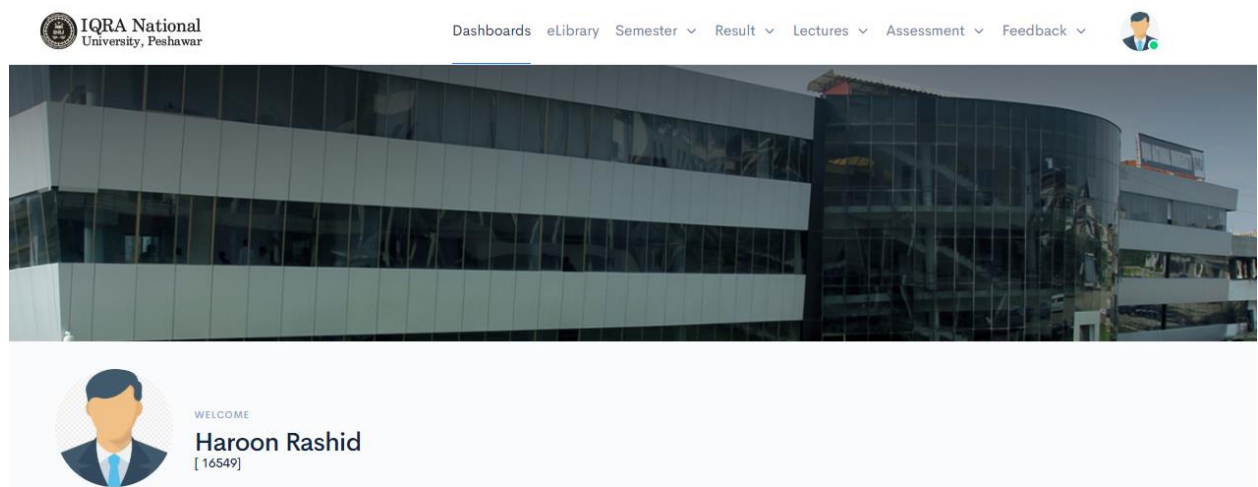 IQRA National
University, Peshawar
Dashboards eLibrary Semester Result Lectures Assessment Feedback
WELCOME
Haroon Rashid
[ 16549]